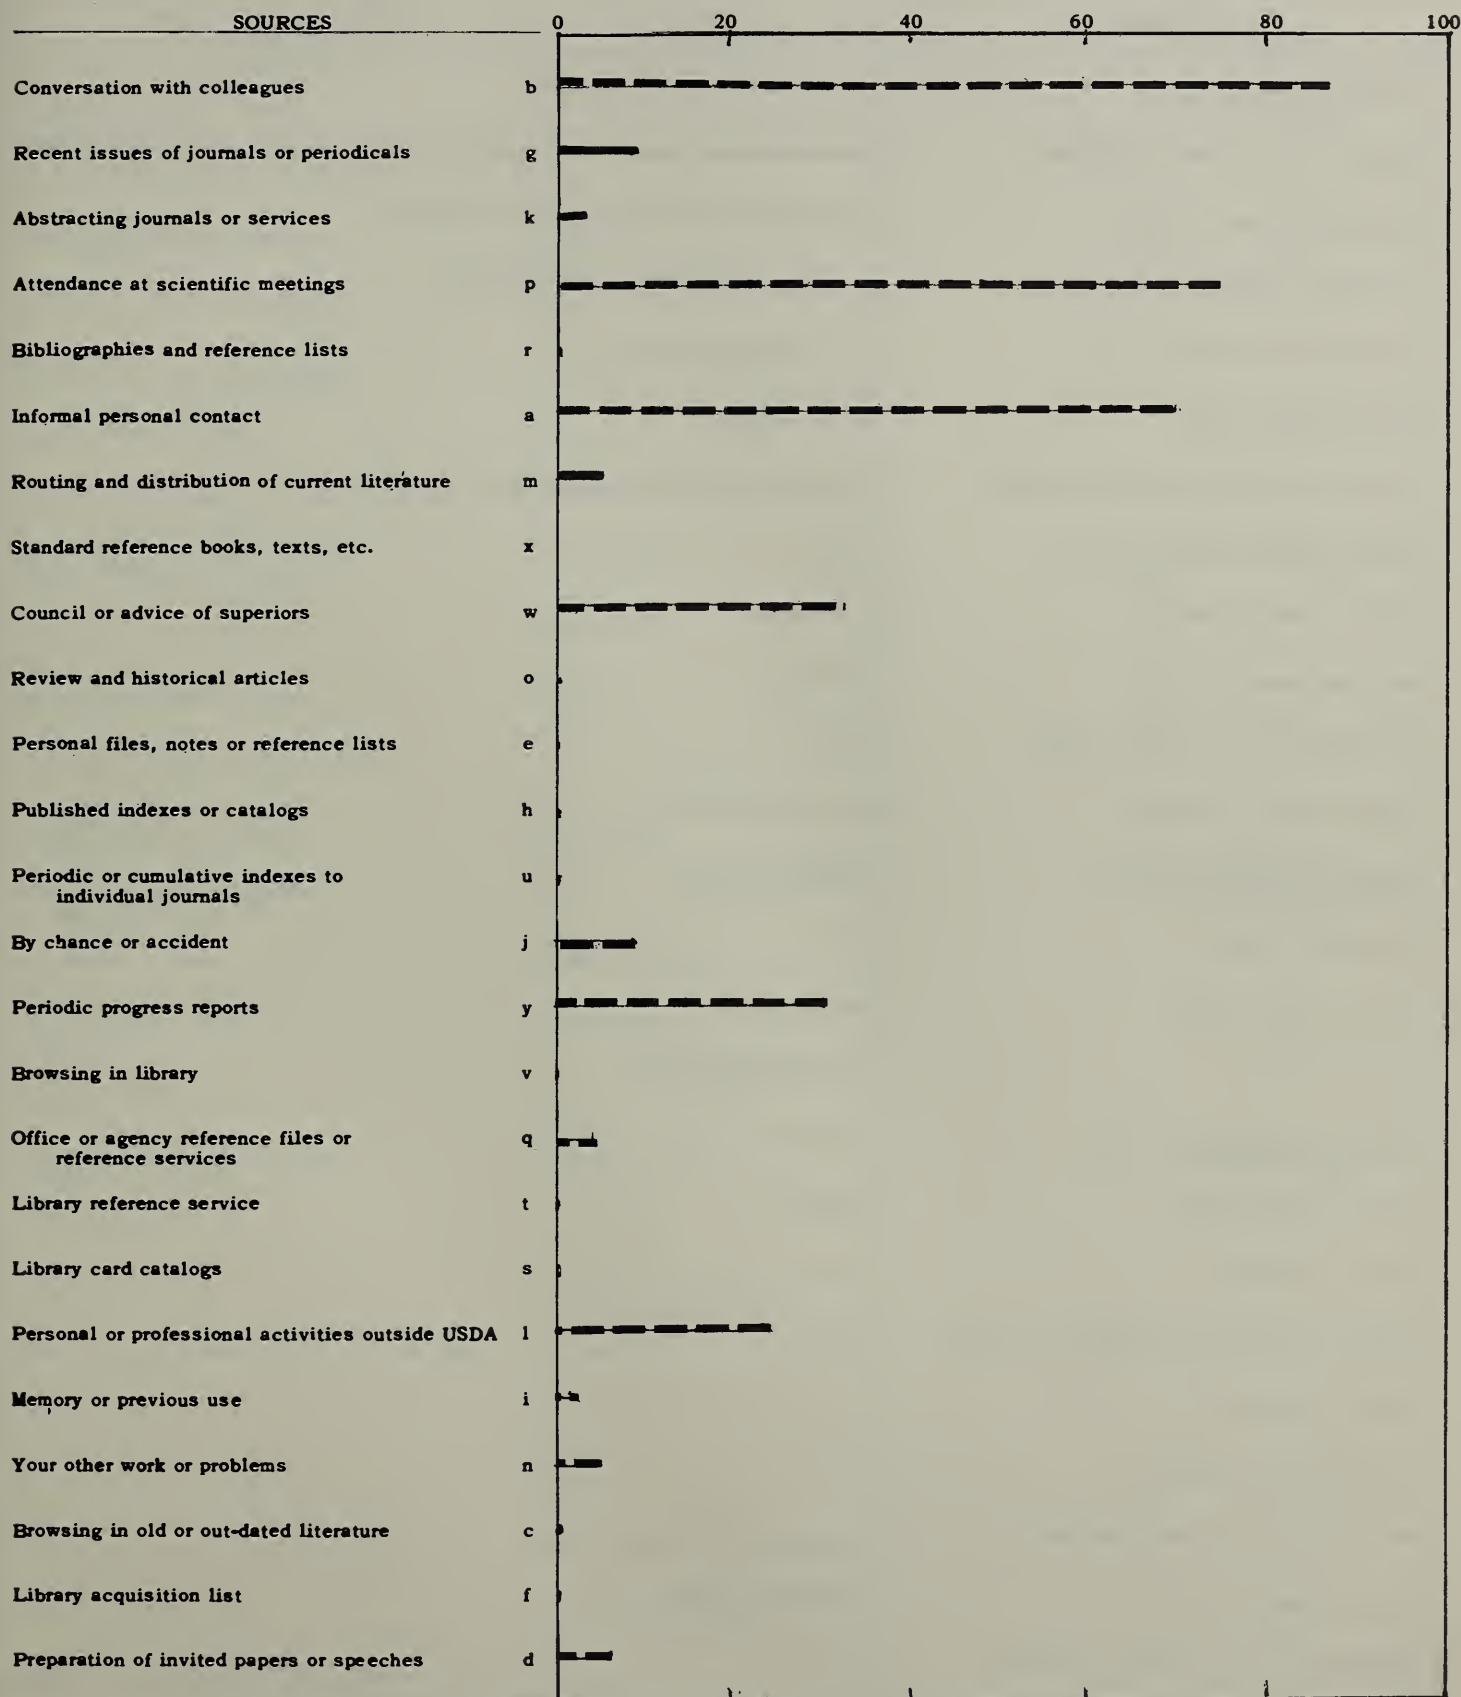 SOURCES 0 20 40 60 80 100
Conversation with colleagues b
Recent issues of journals or periodicals g
Abstracting journals or services k
Attendance at scientific meetings p
Bibliographies and reference lists r
Informal personal contact a
Routing and distribution of current literature m
Standard reference books, texts, etc. x
Council or advice of superiors w
Review and historical articles o
Personal files, notes or reference lists e
Published indexes or catalogs h
Periodic or cumulative indexes to u
individual journals
By chance or accident j
Periodic progress reports y
Browsing in library v
Office or agency reference files or q
reference services
Library reference service t
Library card catalogs s
Personal or professional activities outside USDA l
Memory or previous use i
Your other work or problems n
Browsing in old or out-dated literature c
Library acquisition list f
Preparation of invited papers or speeches d